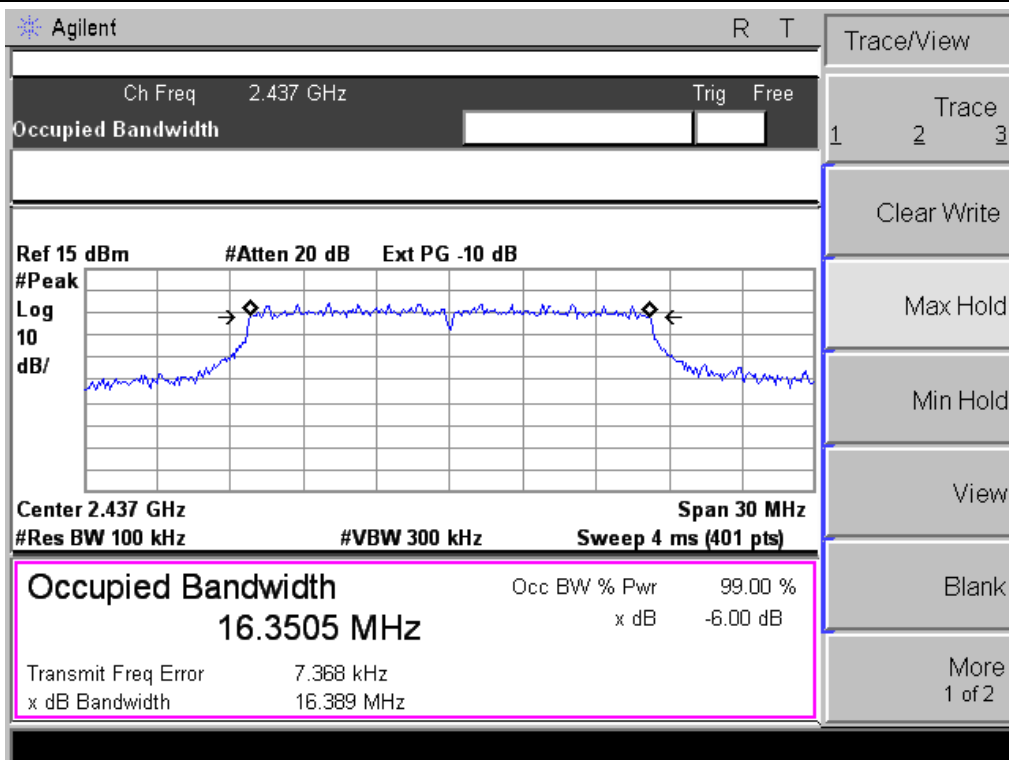 Agilent R T
Ch Freq 2.437 GHz Trig Free
Occupied Bandwidth
Ref 15 dBm #Atten 20 dB Ext PG -10 dB
#Peak
Log
10
dB/
Center 2.437 GHz Span 30 MHz
#Res BW 100 kHz #VBW 300 kHz Sweep 4 ms (401 pts)
Occupied Bandwidth
16.3505 MHz
Occ BW % Pwr 99.00 %
x dB -6.00 dB
Transmit Freq Error 7.368 kHz
x dB Bandwidth 16.389 MHz
Trace/View
Trace
1 2 3
Clear Write
Max Hold
Min Hold
View
Blank
More
1 of 2